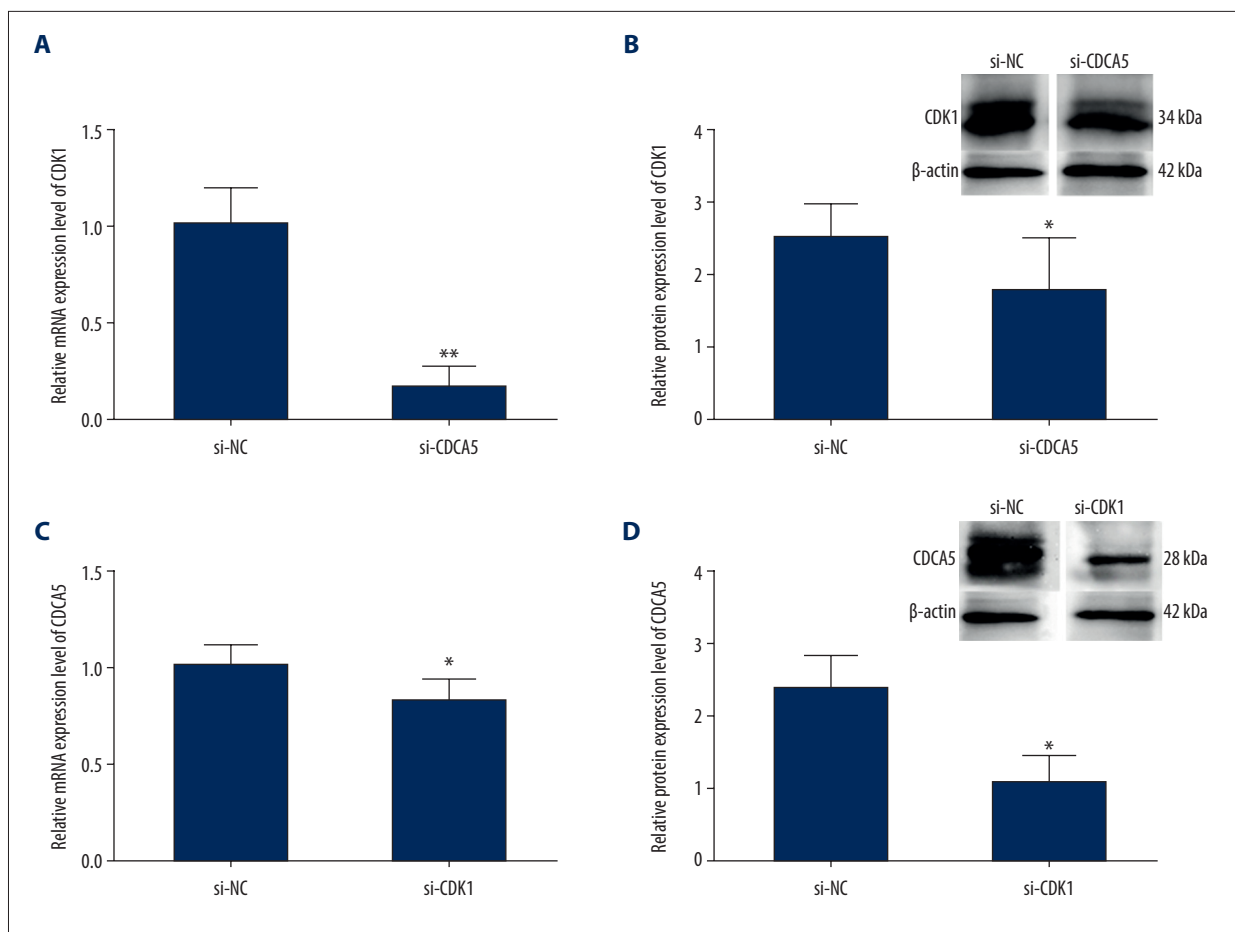 A
Relative mRNA expression level of CDK1
1.5
1.0
0.5
0.0
**
si-NC
si-CDCA5
B
si-NC
si-CDCA5
CDK1
34 kDa
β-actin
42 kDa
Relative protein expression level of CDK1
4
3
2
1
0
*
si-NC
si-CDCA5
C
Relative mRNA expression level of CDCA5
1.5
1.0
0.5
0.0
*
si-NC
si-CDK1
D
si-NC
si-CDK1
CDCA5
28 kDa
β-actin
42 kDa
Relative protein expression level of CDCA5
4
3
2
1
0
*
si-NC
si-CDK1